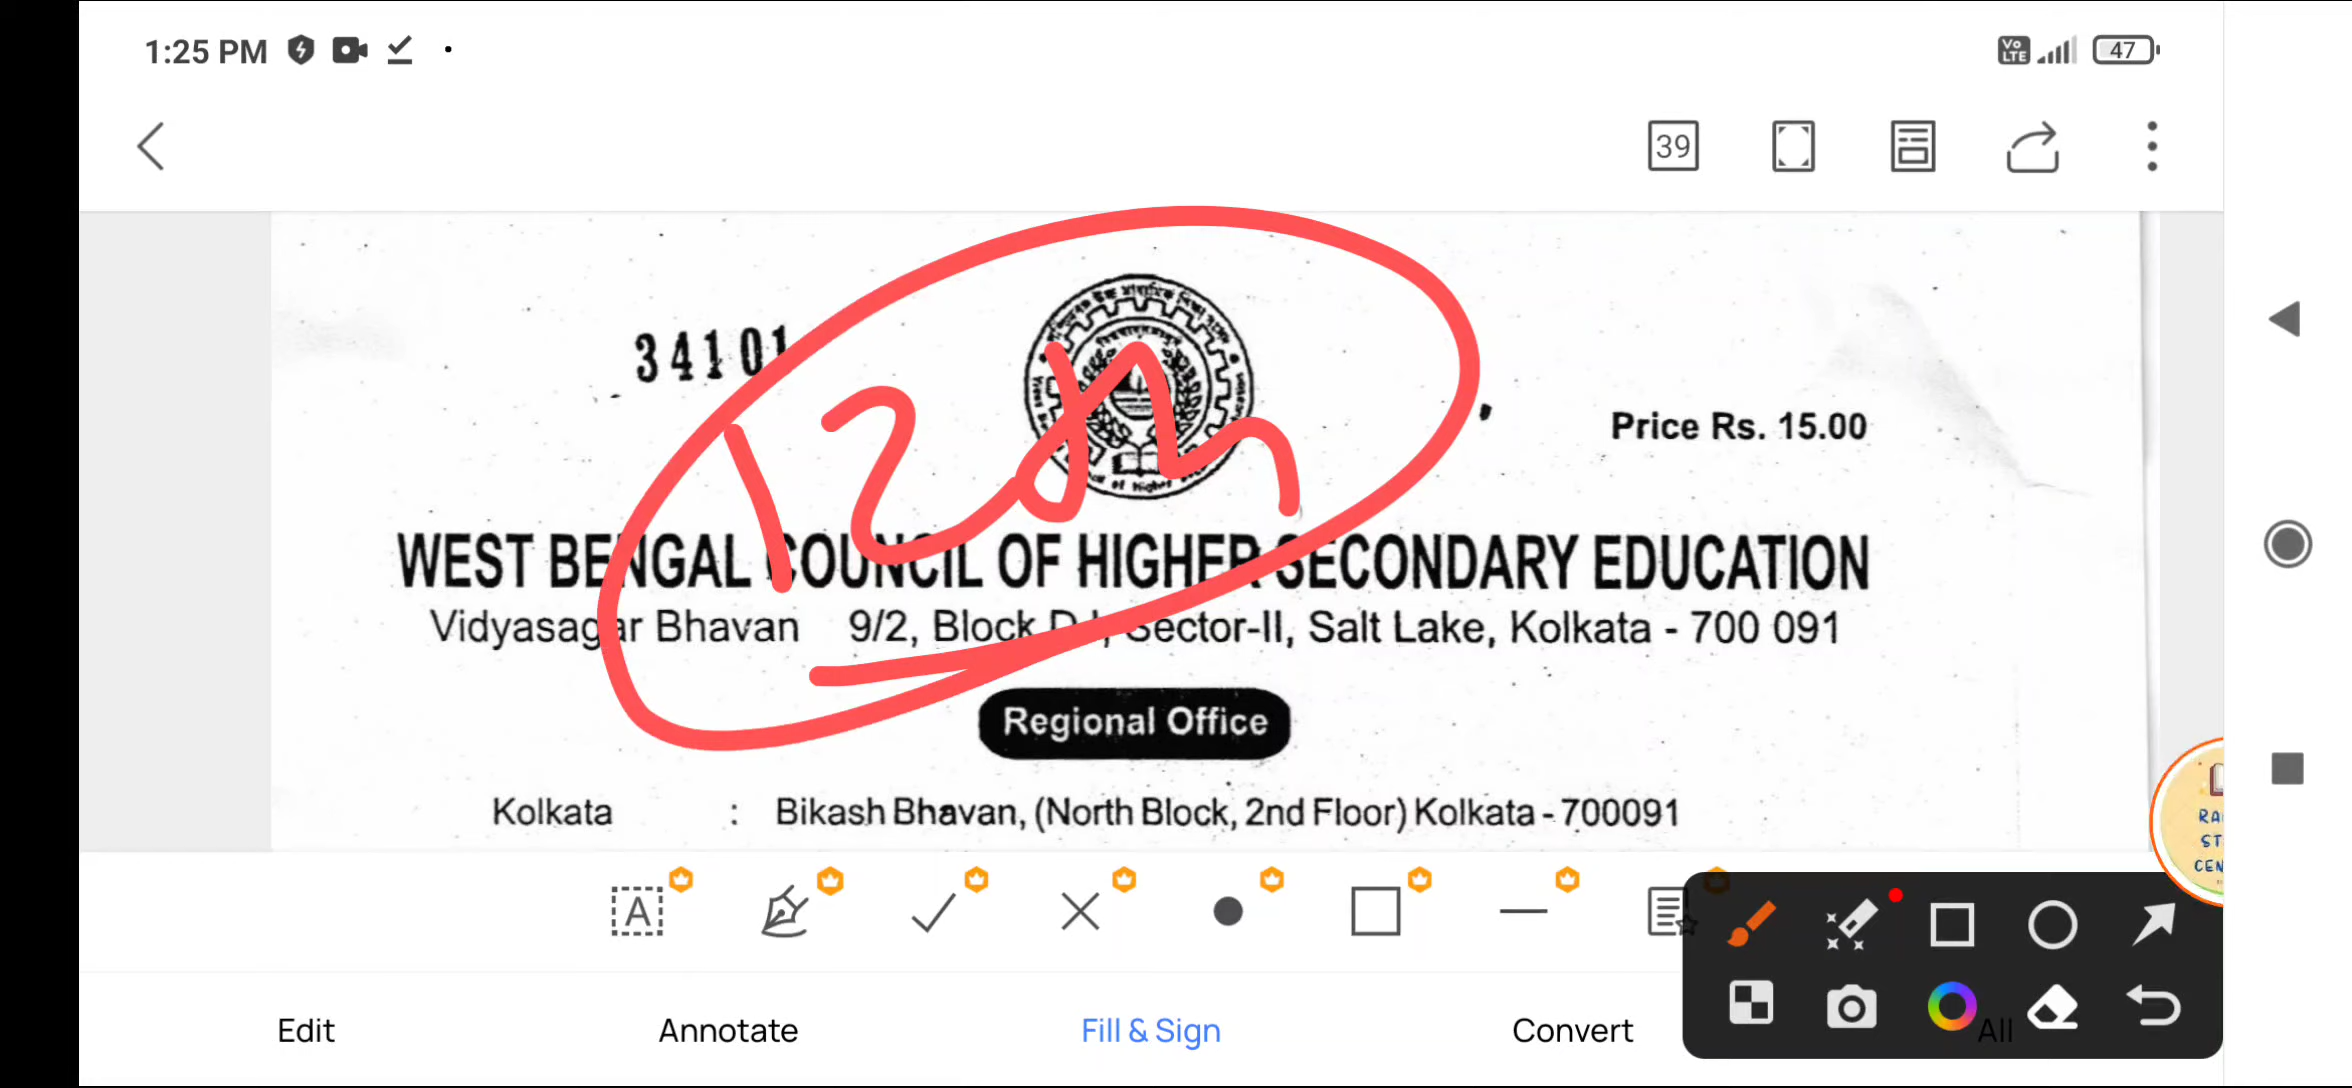 1:25 PM
Vo LTE
47
39
34101
Price Rs. 15.00
12th
WEST BENGAL COUNCIL OF HIGHER SECONDARY EDUCATION
Vidyasagar Bhavan 9/2, Block DJ, Sector-II, Salt Lake, Kolkata - 700 091
Regional Office
Kolkata : Bikash Bhavan, (North Block, 2nd Floor) Kolkata - 700091
A
Edit
Annotate
Fill & Sign
Convert
All